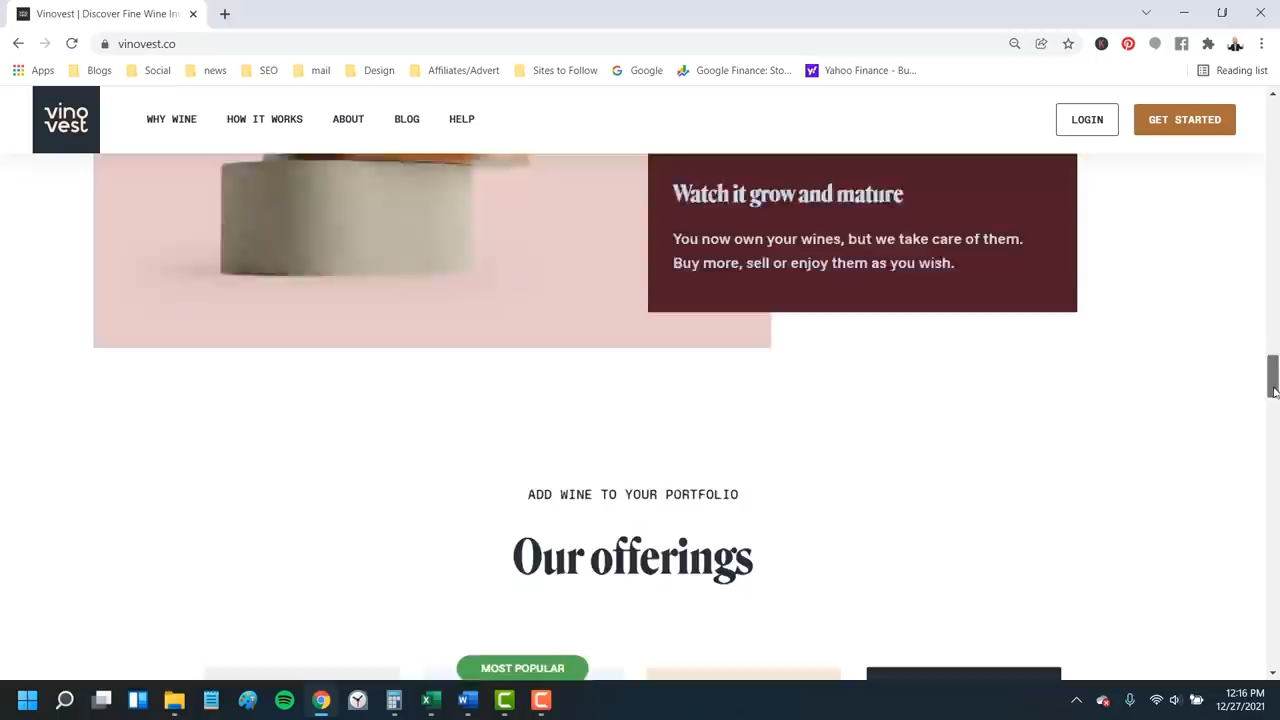 Vinovest | Discover Fine Wine In
vinovest.co
Apps Blogs Social news SEO mail Design Affiliates/Advert Sites to Follow Google Google Finance: Sto... Yahoo Finance - Bu... Reading list
vino
vest
WHY WINE HOW IT WORKS ABOUT BLOG HELP LOGIN GET STARTED
Watch it grow and mature
You now own your wines, but we take care of them.
Buy more, sell or enjoy them as you wish.
ADD WINE TO YOUR PORTFOLIO
Our offerings
MOST POPULAR
12:16 PM
12/27/2021